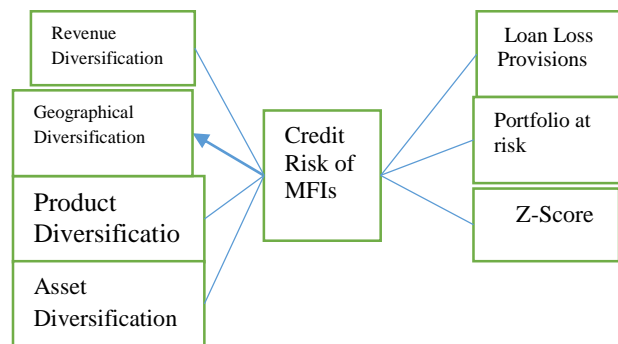 Revenue
Diversification
Geographical
Diversification
Product
Diversificatio
Asset
Diversification
Credit
Risk of
MFIs
Loan Loss
Provisions
Portfolio at
risk
Z-Score